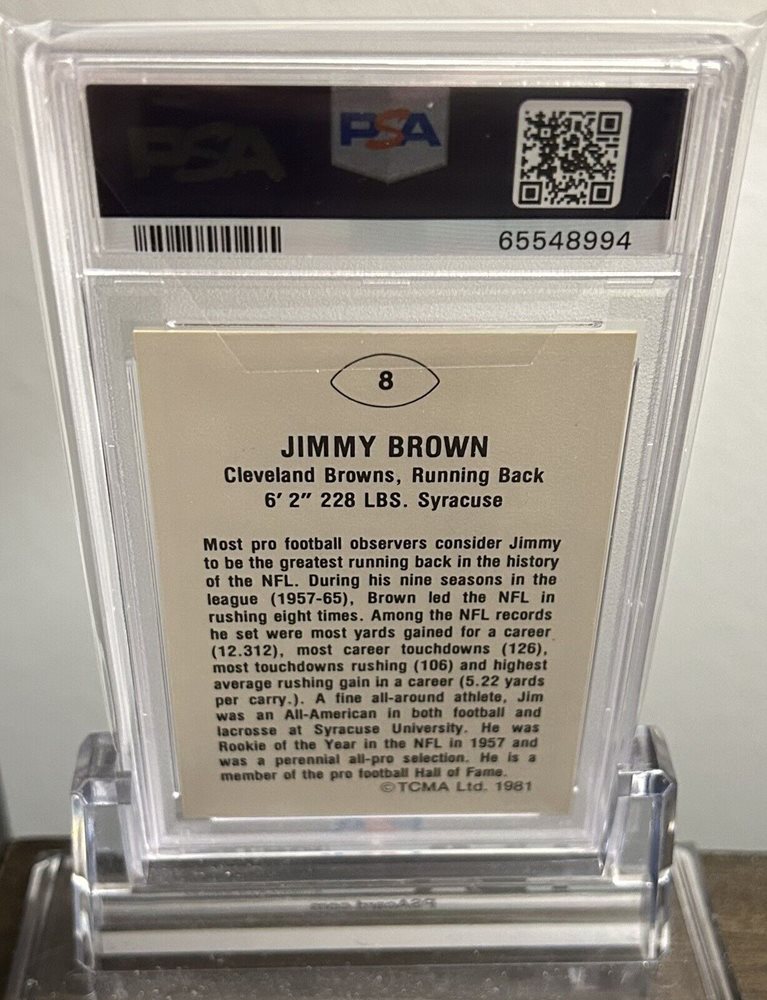 PSA
PSA
65548994
8
JIMMY BROWN
Cleveland Browns, Running Back
6' 2" 228 LBS. Syracuse
Most pro football observers consider Jimmy
to be the greatest running back in the history
of the NFL. During his nine seasons in the
league (1957-65), Brown led the NFL in
rushing eight times. Among the NFL records
he set were most yards gained for a career
(12.312), most career touchdowns (126),
most touchdowns rushing (106) and highest
average rushing gain in a career (5.22 yards
per carry.). A fine all-around athlete, Jim
was an All-American in both football and
lacrosse at Syracuse University. He was
Rookie of the Year in the NFL in 1957 and
was a perennial all-pro selection. He is a
member of the pro football Hall of Fame.
©TCMA Ltd. 1981
PSAcard.com